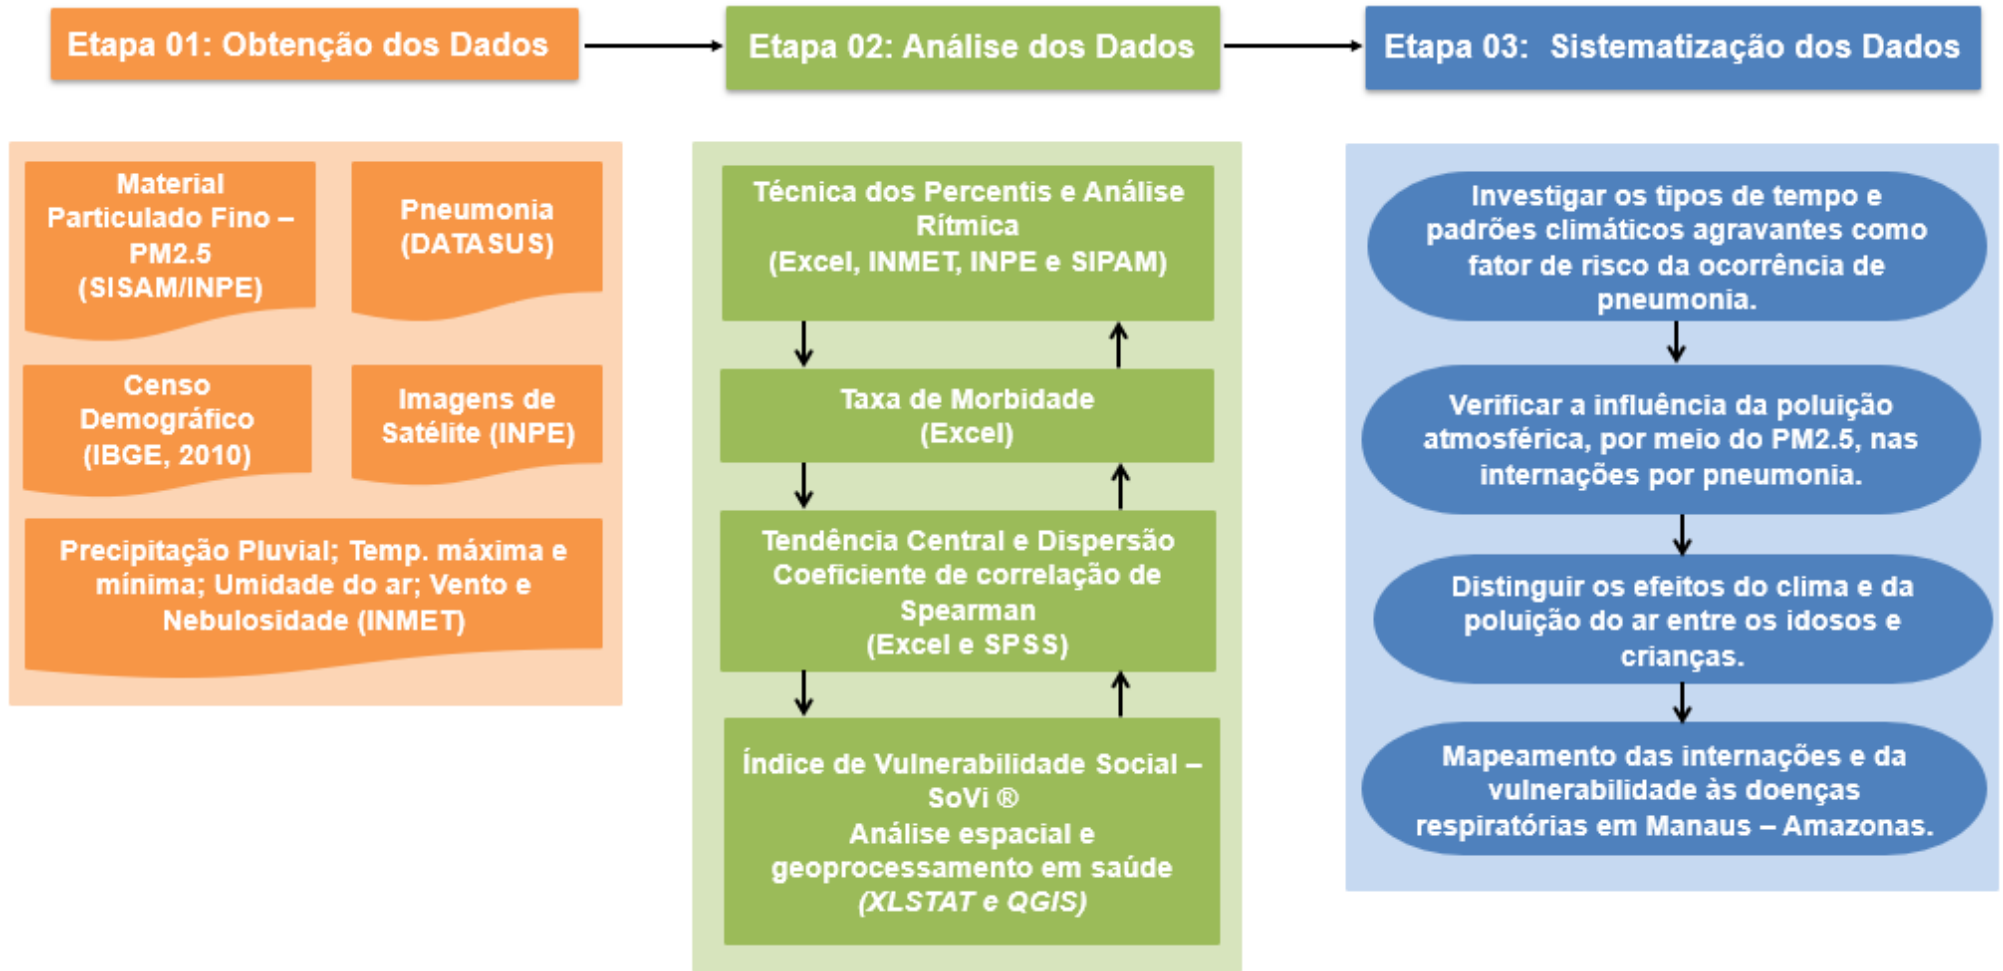 Etapa 01: Obtenção dos Dados
Etapa 02: Análise dos Dados
Etapa 03: Sistematização dos Dados
Material
Particulado Fino –
PM2.5
(SISAM/INPE)
Pneumonia
(DATASUS)
Censo
Demográfico
(IBGE, 2010)
Imagens de
Satélite (INPE)
Precipitação Pluvial; Temp. máxima e
mínima; Umidade do ar; Vento e
Nebulosidade (INMET)
Técnica dos Percentis e Análise
Rítmica
(Excel, INMET, INPE e SIPAM)
Taxa de Morbidade
(Excel)
Tendência Central e Dispersão
Coeficiente de correlação de
Spearman
(Excel e SPSS)
Índice de Vulnerabilidade Social –
SoVi ®
Análise espacial e
geoprocessamento em saúde
(XLSTAT e QGIS)
Investigar os tipos de tempo e
padrões climáticos agravantes como
fator de risco da ocorrência de
pneumonia.
Verificar a influência da poluição
atmosférica, por meio do PM2.5, nas
internações por pneumonia.
Distinguir os efeitos do clima e da
poluição do ar entre os idosos e
crianças.
Mapeamento das internações e da
vulnerabilidade às doenças
respiratórias em Manaus – Amazonas.